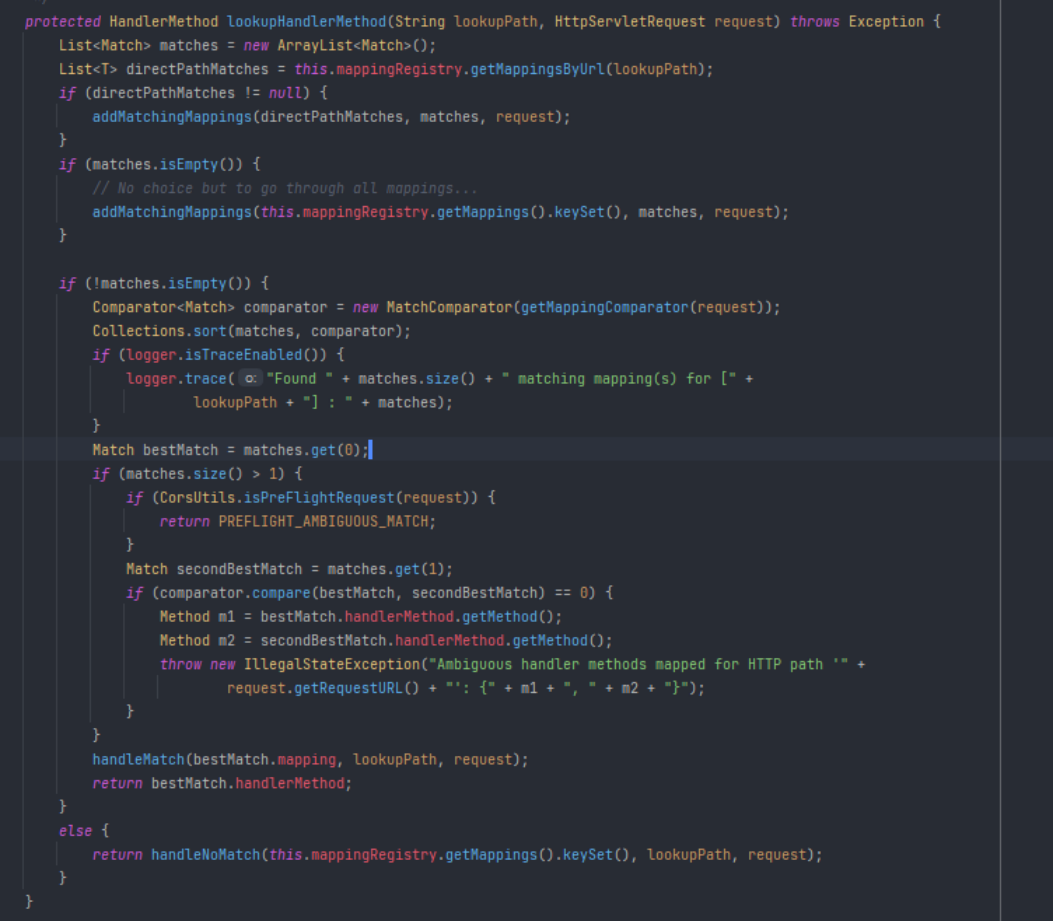 protected HandlerMethod lookupHandlerMethod(String lookupPath, HttpServletRequest request) throws Exception {
    List<Match> matches = new ArrayList<Match>();
    List<T> directPathMatches = this.mappingRegistry.getMappingsByUrl(lookupPath);
    if (directPathMatches != null) {
        addMatchingMappings(directPathMatches, matches, request);
    }
    if (matches.isEmpty()) {
        // No choice but to go through all mappings...
        addMatchingMappings(this.mappingRegistry.getMappings().keySet(), matches, request);
    }

    if (!matches.isEmpty()) {
        Comparator<Match> comparator = new MatchComparator(getMappingComparator(request));
        Collections.sort(matches, comparator);
        if (logger.isTraceEnabled()) {
            logger.trace( o: "Found " + matches.size() + " matching mapping(s) for [" +
                    lookupPath + "] : " + matches);
        }
        Match bestMatch = matches.get(0);
        if (matches.size() > 1) {
            if (CorsUtils.isPreFlightRequest(request)) {
                return PREFLIGHT_AMBIGUOUS_MATCH;
            }
            Match secondBestMatch = matches.get(1);
            if (comparator.compare(bestMatch, secondBestMatch) == 0) {
                Method m1 = bestMatch.handlerMethod.getMethod();
                Method m2 = secondBestMatch.handlerMethod.getMethod();
                throw new IllegalStateException("Ambiguous handler methods mapped for HTTP path '" +
                        request.getRequestURL() + "': {" + m1 + ", " + m2 + "}");
            }
        }
        handleMatch(bestMatch.mapping, lookupPath, request);
        return bestMatch.handlerMethod;
    }
    else {
        return handleNoMatch(this.mappingRegistry.getMappings().keySet(), lookupPath, request);
    }
}